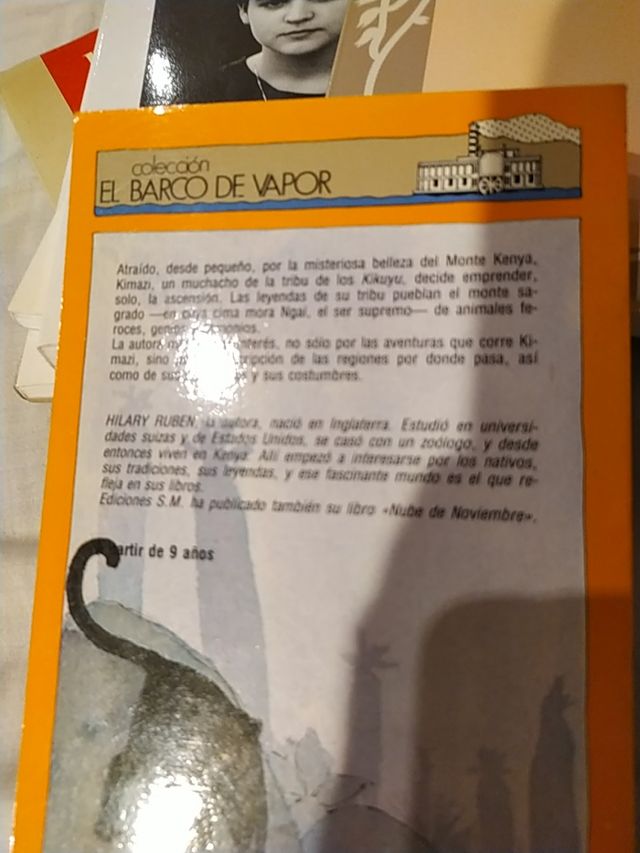 colección
EL BARCO DE VAPOR
Atraído, desde pequeño, por la misteriosa belleza del Monte Kenya,
Kimazi, un muchacho de la tribu de los Kikuyu, decide emprender,
solo, la ascensión. Las leyendas de su tribu pueblan el monte sa-
grado —en cuya cima mora Ngai, el ser supremo— de animales fe-
roces,
La autora interés, no sólo por las aventuras que corre Ki-
mazi, sino de las regiones por donde pasa, así
como de y sus costumbres.
HILARY RUBEN, la autora, nació en Inglaterra. Estudió en universi-
dades suizas y de Estados Unidos, se casó con un zoólogo, y desde
entonces viven en Kenya. Allí empezó a interesarse por los nativos,
sus tradiciones, sus leyendas, y ese fascinante mundo es el que re-
fleja en sus libros.
Ediciones S.M. ha publicado también su libro «Nube de Noviembre».
artir de 9 años